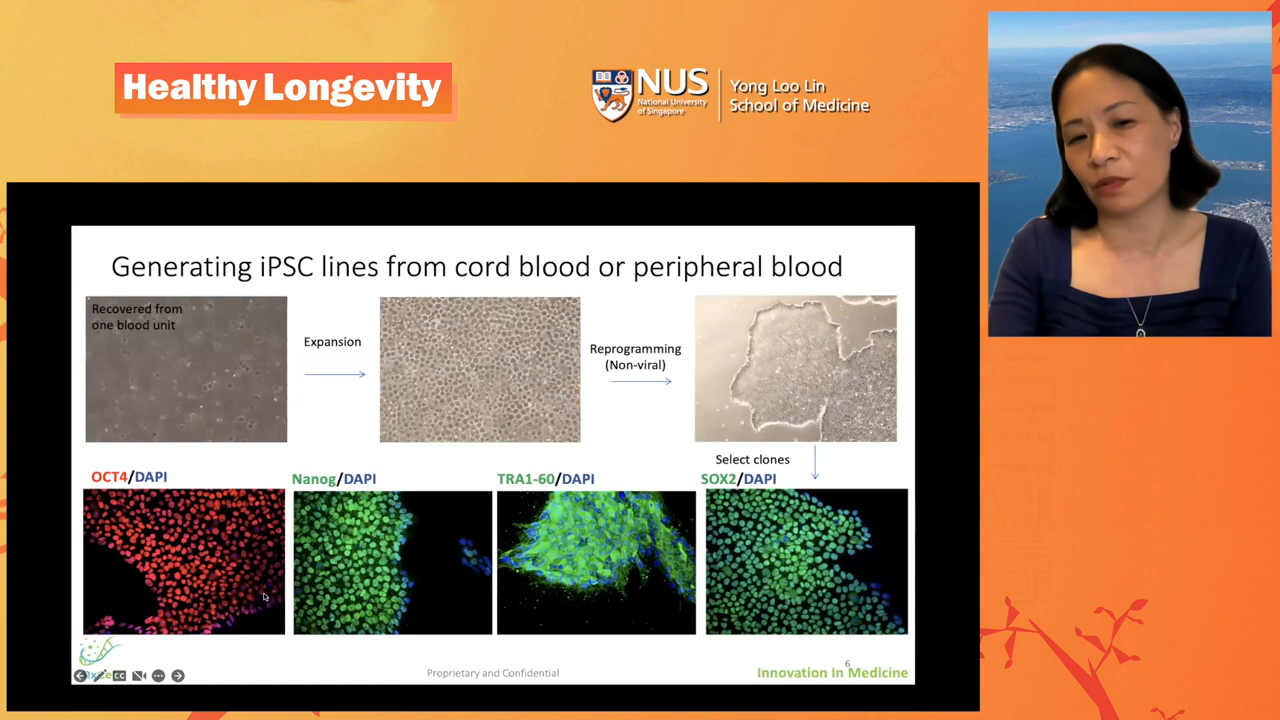 Healthy Longevity
NUS
National University
of Singapore
Yong Loo Lin
School of Medicine
Generating iPSC lines from cord blood or peripheral blood
Recovered from
one blood unit
Expansion
Reprogramming
(Non-viral)
Select clones
OCT4/DAPI
Nanog/DAPI
TRA1-60/DAPI
SOX2/DAPI
Proprietary and Confidential
6
Innovation In Medicine
CC